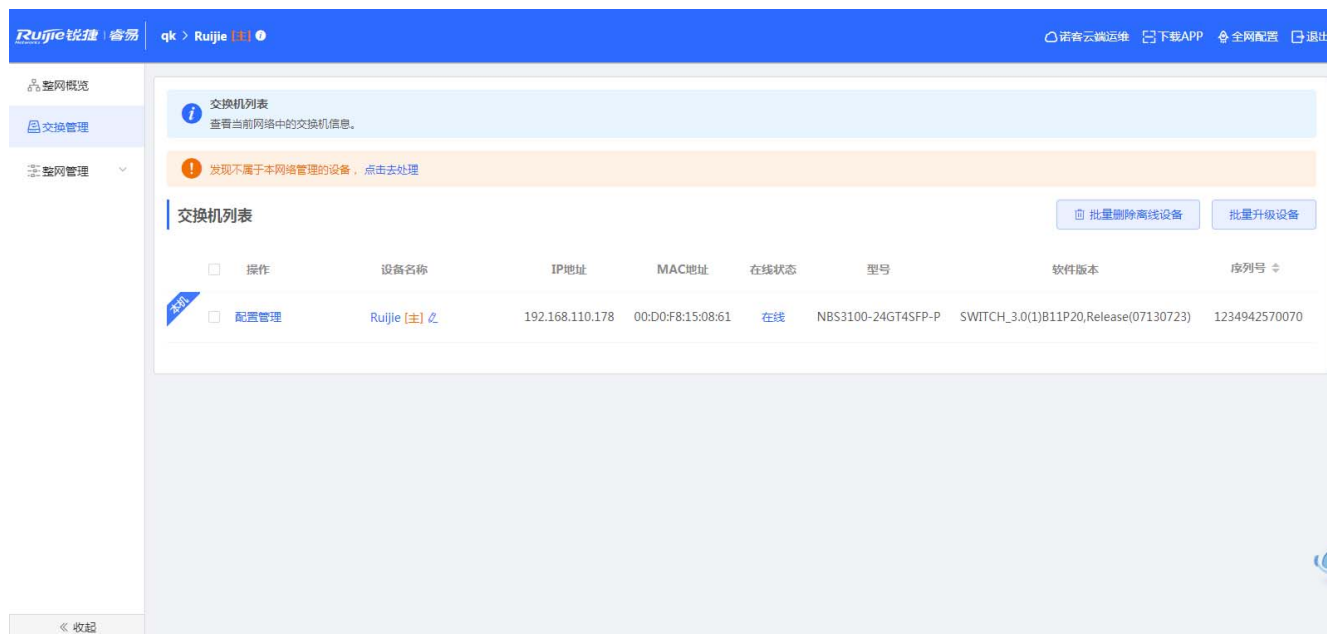 Ruijie锐捷 | 睿易
Networks
qk > Ruijie [主]
诺客云端运维 下载APP 全网配置 退出
整网概览
交换管理
整网管理
交换机列表
查看当前网络中的交换机信息。
发现不属于本网络管理的设备， 点击去处理
交换机列表
批量删除离线设备 批量升级设备
操作 设备名称 IP地址 MAC地址 在线状态 型号 软件版本 序列号
本机
配置管理 Ruijie [主] 192.168.110.178 00:D0:F8:15:08:61 在线 NBS3100-24GT4SFP-P SWITCH_3.0(1)B11P20,Release(07130723) 1234942570070
《 收起